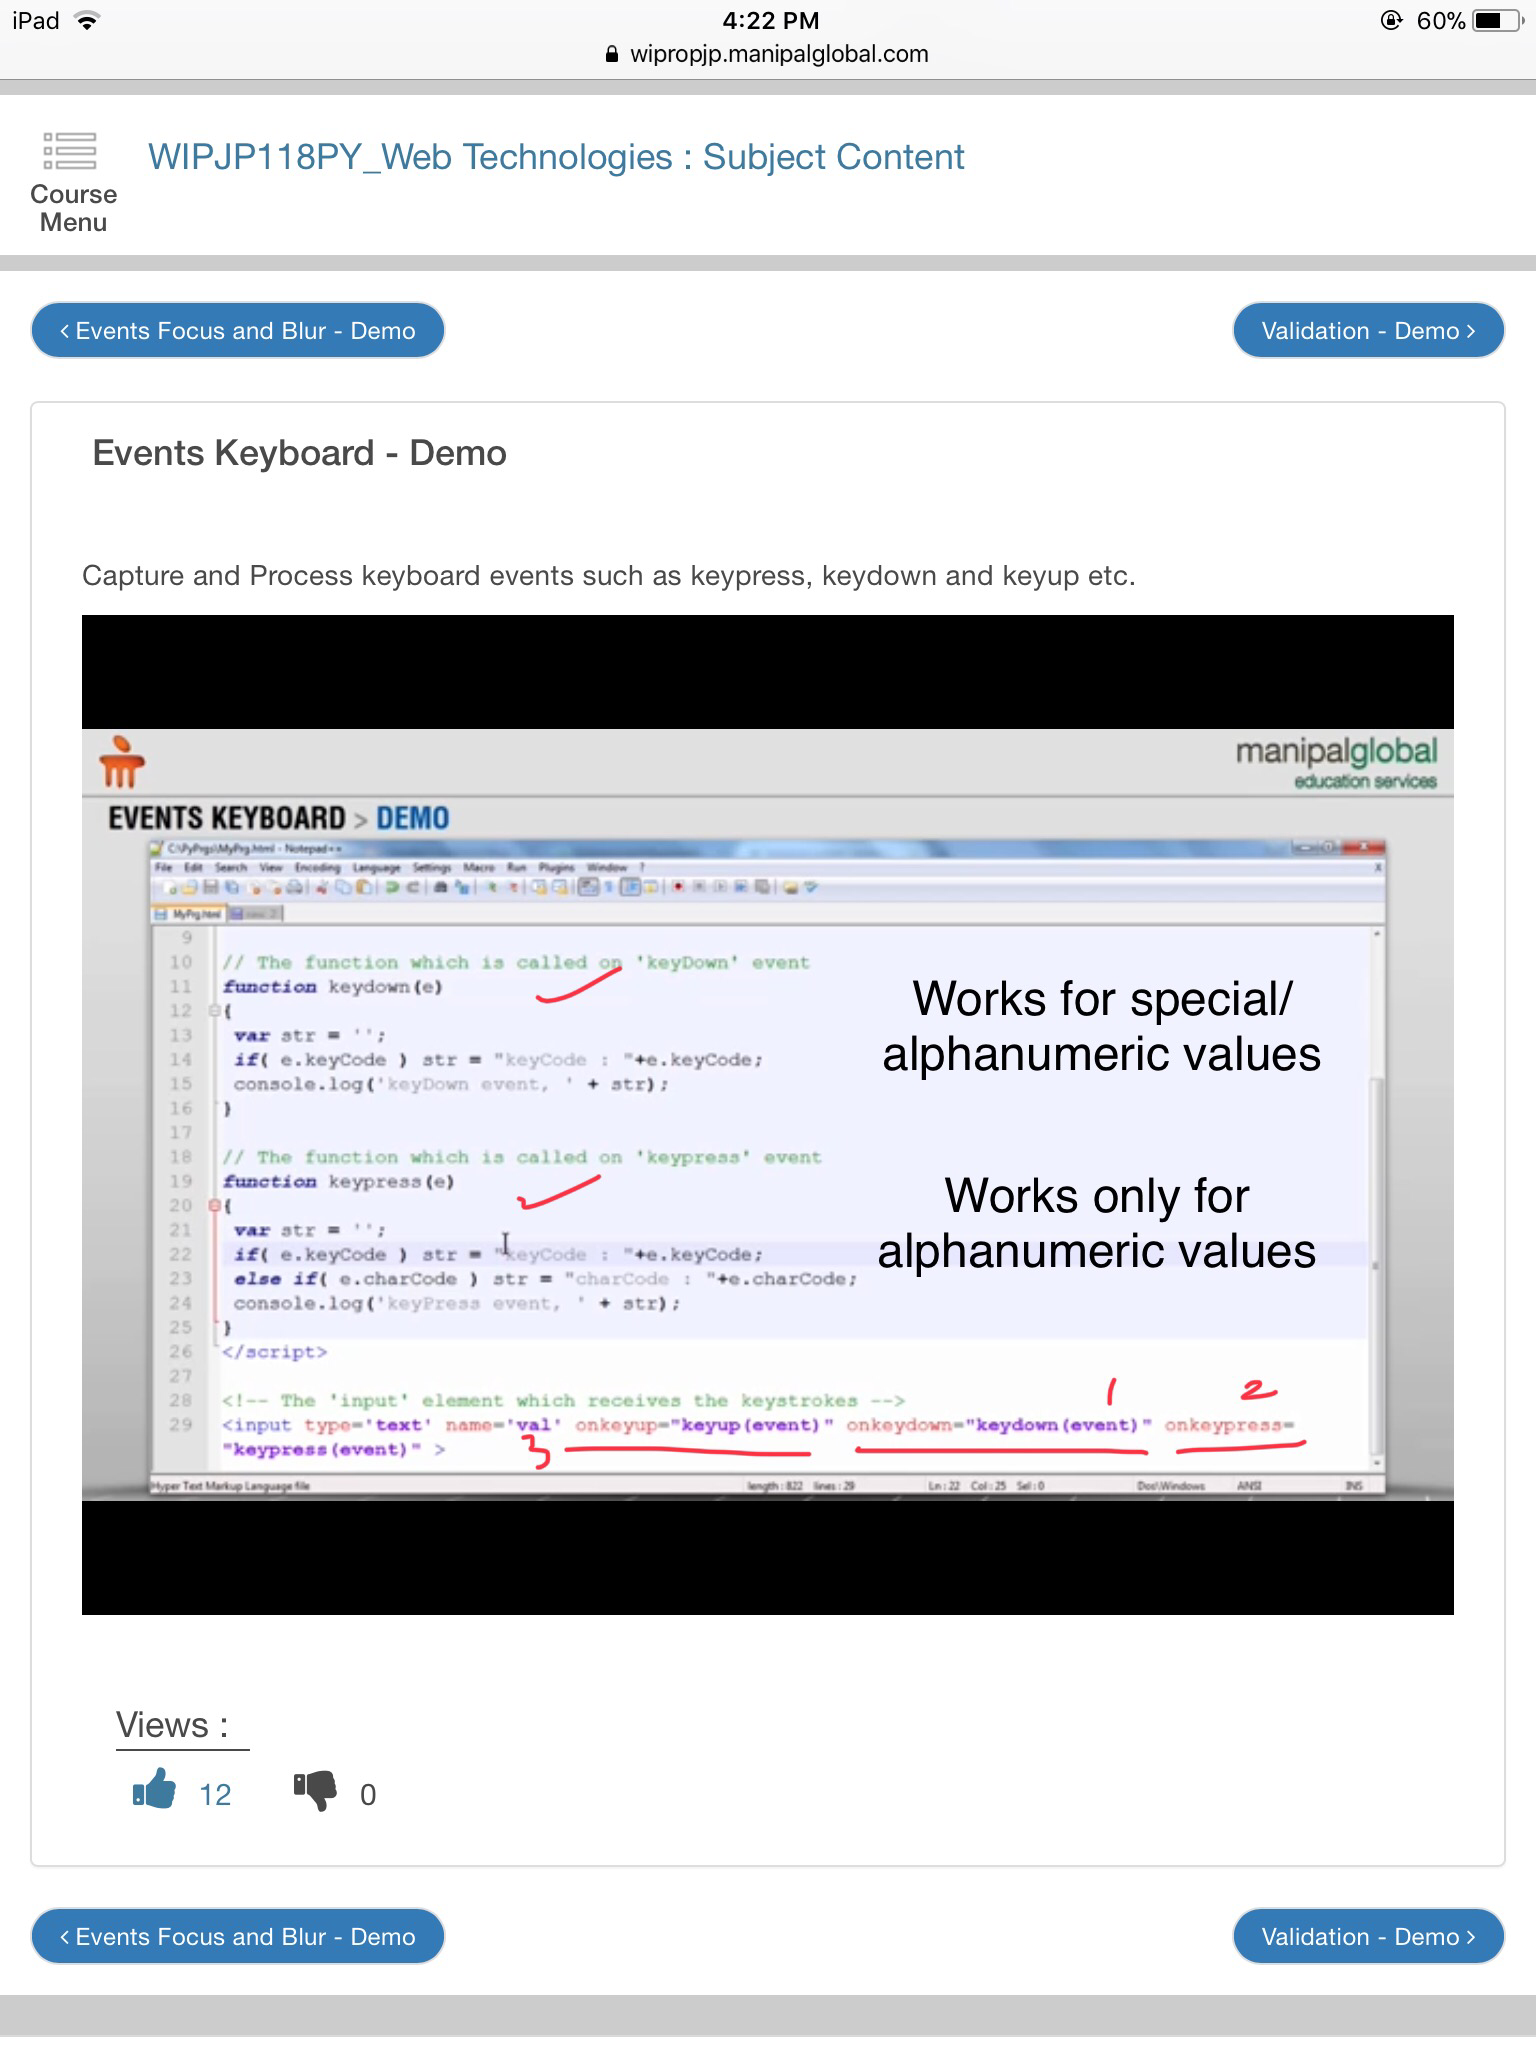 iPad
4:22 PM
60%
wipropjp.manipalglobal.com
WIPJP118PY_Web Technologies : Subject Content
Course
Menu
Events Focus and Blur - Demo
Validation - Demo
Events Keyboard - Demo
Capture and Process keyboard events such as keypress, keydown and keyup etc.
manipalglobal
education services
EVENTS KEYBOARD > DEMO
C:\PyPrgs\MyPrg.html - Notepad++
File Edit Search View Encoding Language Settings Macro Run Plugins Window ? X
MyPrg.html
9
10 // The function which is called on 'keyDown' event
11 function keydown(e)
12 {
13 var str = '';
14 if( e.keyCode ) str = "keyCode : "+e.keyCode;
15 console.log('keyDown event, ' + str);
16 }
17
18 // The function which is called on 'keypress' event
19 function keypress(e)
20 {
21 var str = '';
22 if( e.keyCode ) str = "keyCode : "+e.keyCode;
23 else if( e.charCode ) str = "charCode : "+e.charCode;
24 console.log('keyPress event, ' + str);
25 }
26 </script>
27
28 <!-- The 'input' element which receives the keystrokes -->
29 <input type='text' name='val' onkeyup="keyup(event)" onkeydown="keydown(event)" onkeypress=
"keypress(event)" >
Works for special/
alphanumeric values
Works only for
alphanumeric values
1
2
3
Hyper Text Markup Language file length : 822 lines : 29 Ln : 22 Col : 25 Sel : 0 Dos\Windows ANSI INS
Views :
12
0
Events Focus and Blur - Demo
Validation - Demo